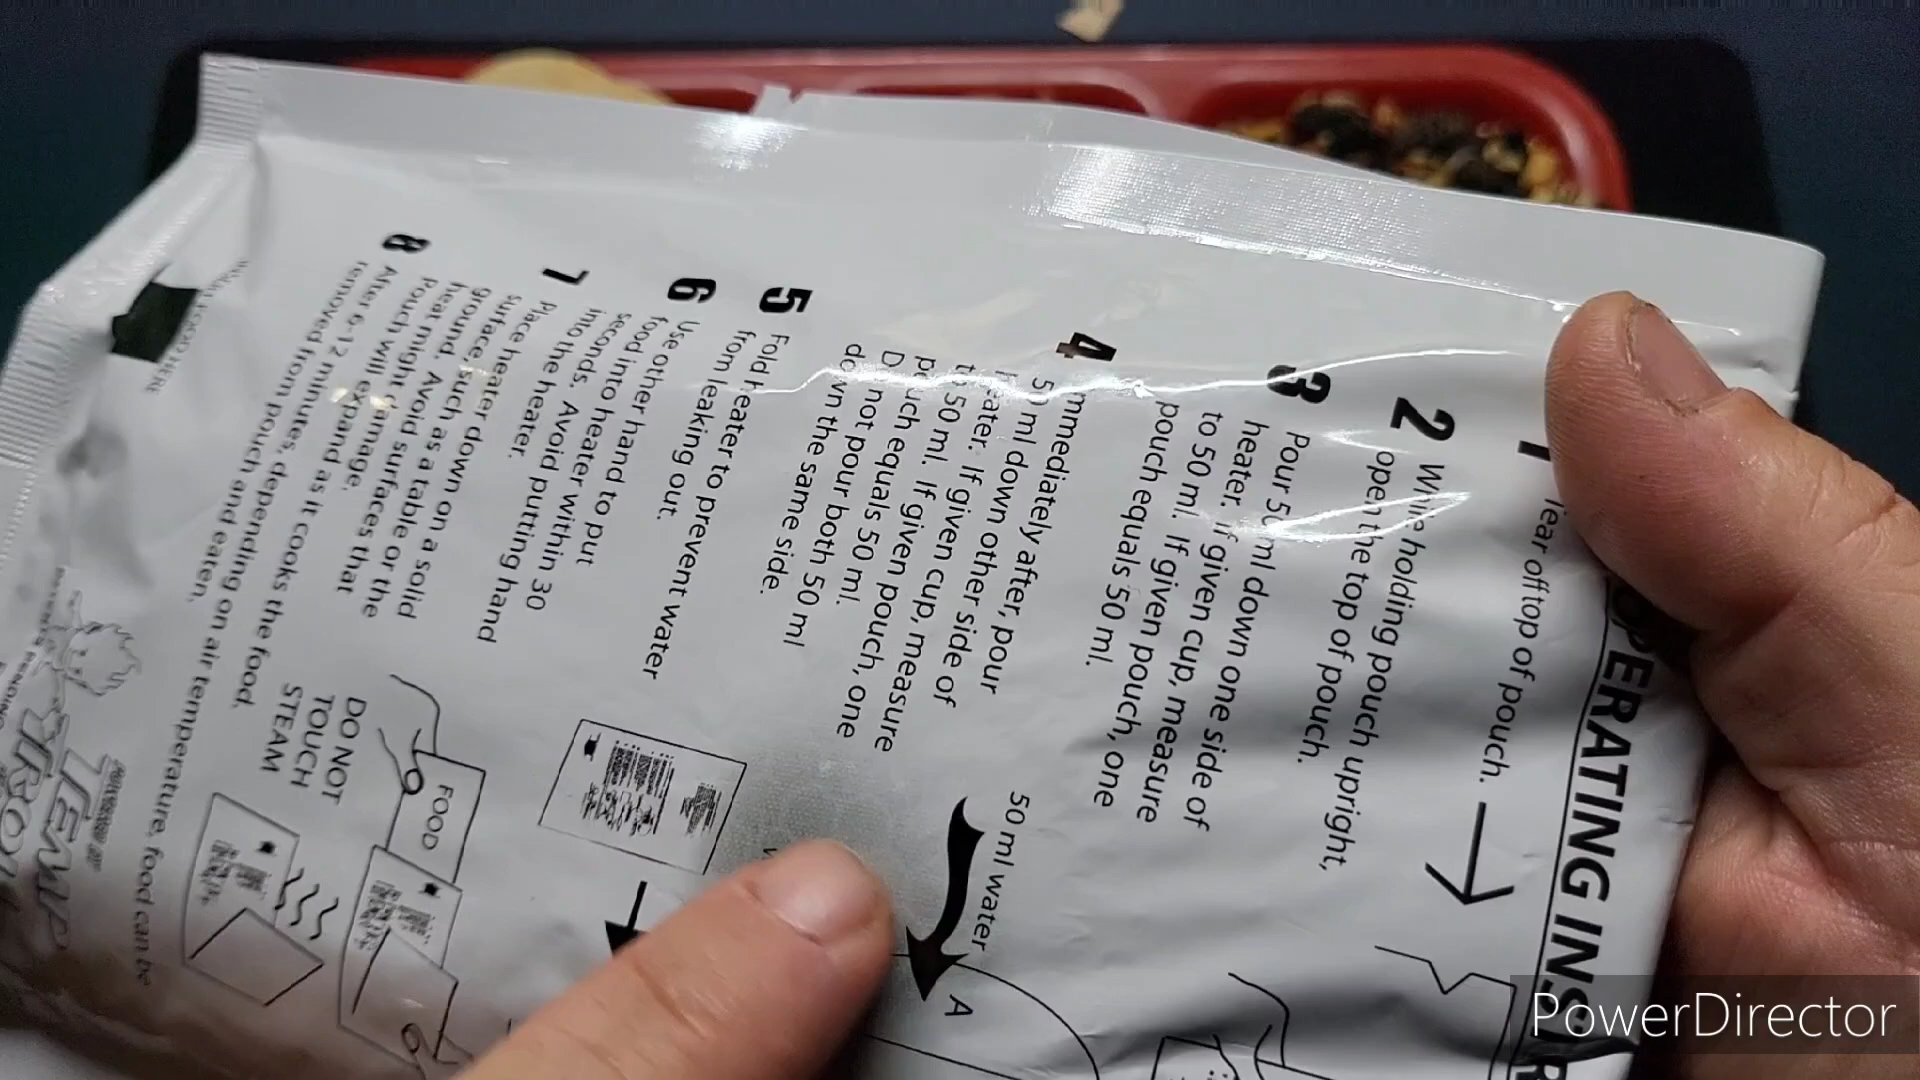 OPERATING INS
1 Tear off top of pouch.
2 While holding pouch upright,
open the top of pouch.
3 Pour 50 ml down one side of
heater. If given cup, measure
to 50 ml. If given pouch, one
pouch equals 50 ml.
4 Immediately after, pour
50 ml down other side of
heater. If given cup, measure
to 50 ml. If given pouch, one
pouch equals 50 ml.
Do not pour both 50 ml
down the same side.
5 Fold heater to prevent water
from leaking out.
6 Use other hand to put
food into heater within 30
seconds. Avoid putting hand
into the heater.
7 Place heater down on a solid
surface, such as a table or the
ground. Avoid surfaces that
heat might damage.
Pouch will expand as it cooks the food.
8 After 6-12 minutes, depending on air temperature, food can be
removed from pouch and eaten.
50 ml water
A
FOOD
DO NOT
TOUCH
STEAM
TEMP
PowerDirector